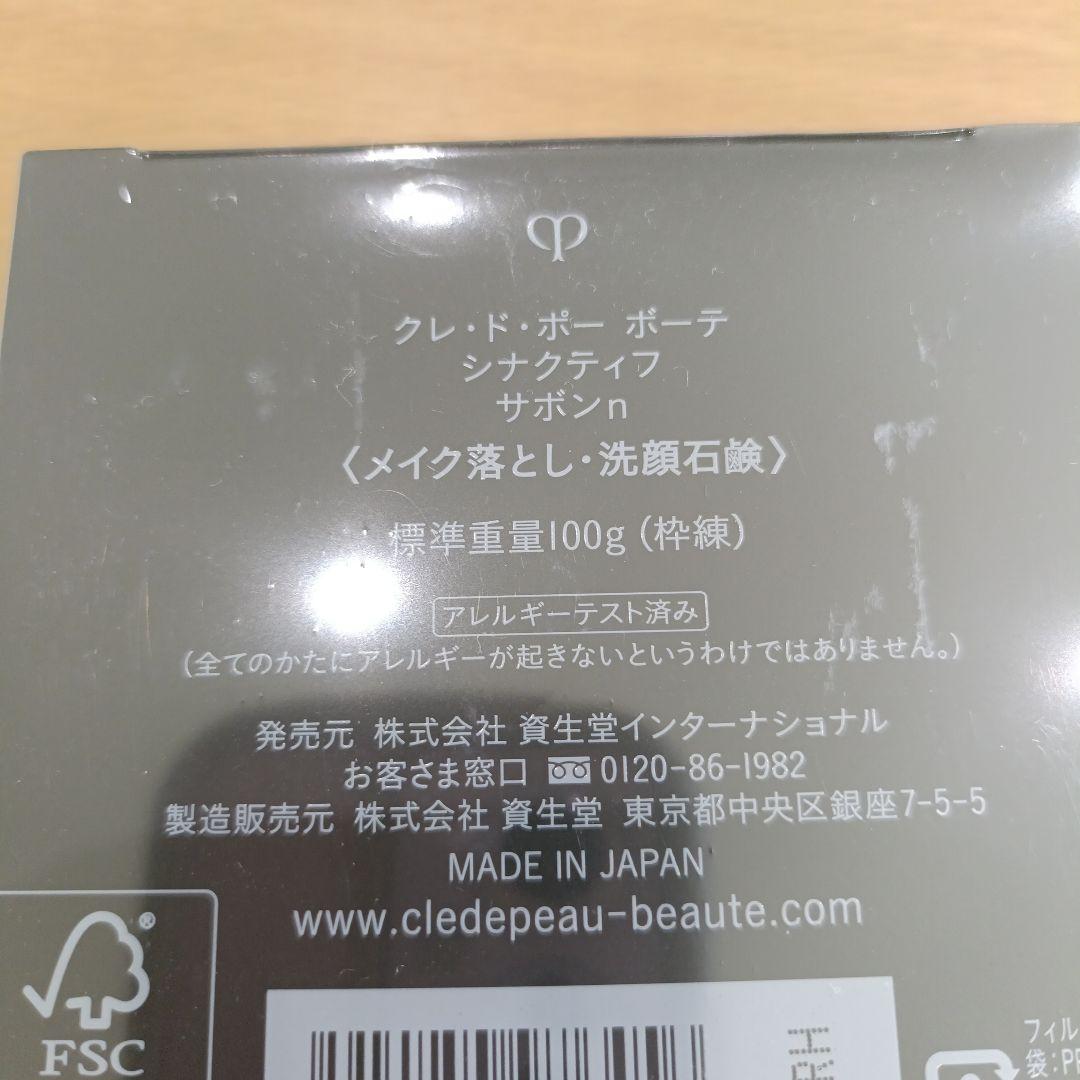 クレ・ド・ポー ボーテ
シナクティフ
サボンn
〈メイク落とし・洗顔石鹸〉
標準重量100g（枠練）
アレルギーテスト済み
（全てのかたにアレルギーが起きないというわけではありません。）
発売元 株式会社 資生堂インターナショナル
お客さま窓口 0120-86-1982
製造販売元 株式会社 資生堂 東京都中央区銀座7-5-5
MADE IN JAPAN
www.cledepeau-beaute.com
®
FSC
フィル
袋：PP